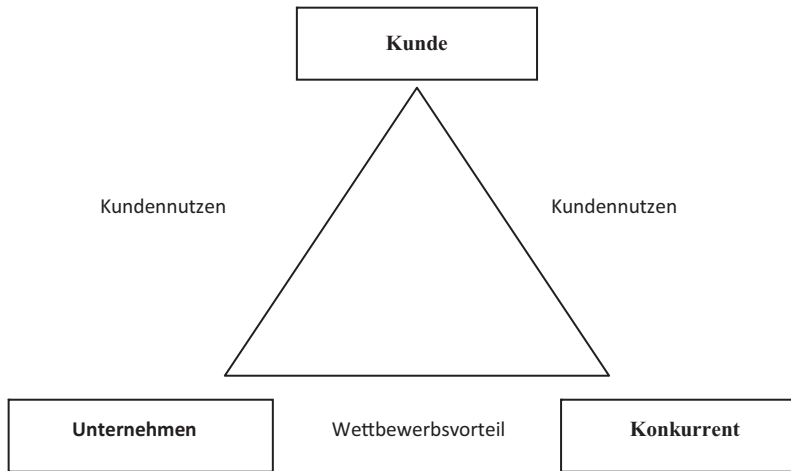 Kunde
Kundennutzen
Kundennutzen
Unternehmen
Wettbewerbsvorteil
Konkurrent